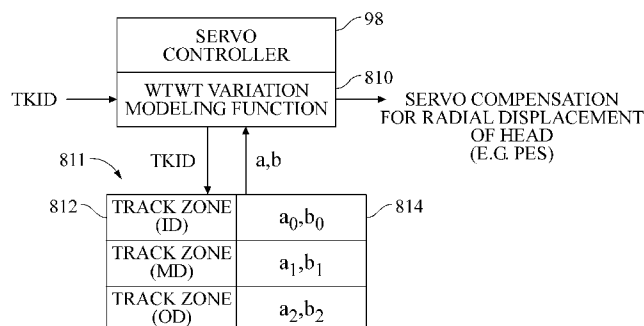 SERVO
CONTROLLER
98
WTWT VARIATION
MODELING FUNCTION
810
TKID
SERVO COMPENSATION
FOR RADIAL DISPLACEMENT
OF HEAD
(E.G. PES)
TKID
a,b
811
812
814
TRACK ZONE
(ID)
a0,b0
TRACK ZONE
(MD)
a1,b1
TRACK ZONE
(OD)
a2,b2